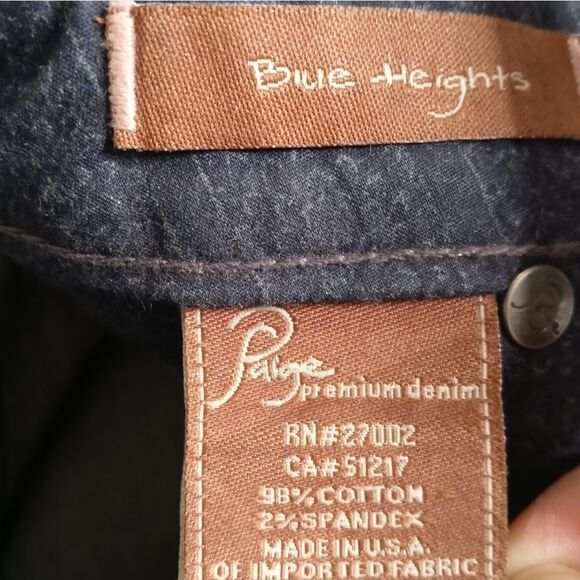 Blue Heights
Paige
premium denim
RN#27002
CA#51217
98% COTTON
2% SPANDEX
MADE IN U.S.A.
OF IMPORTED FABRIC